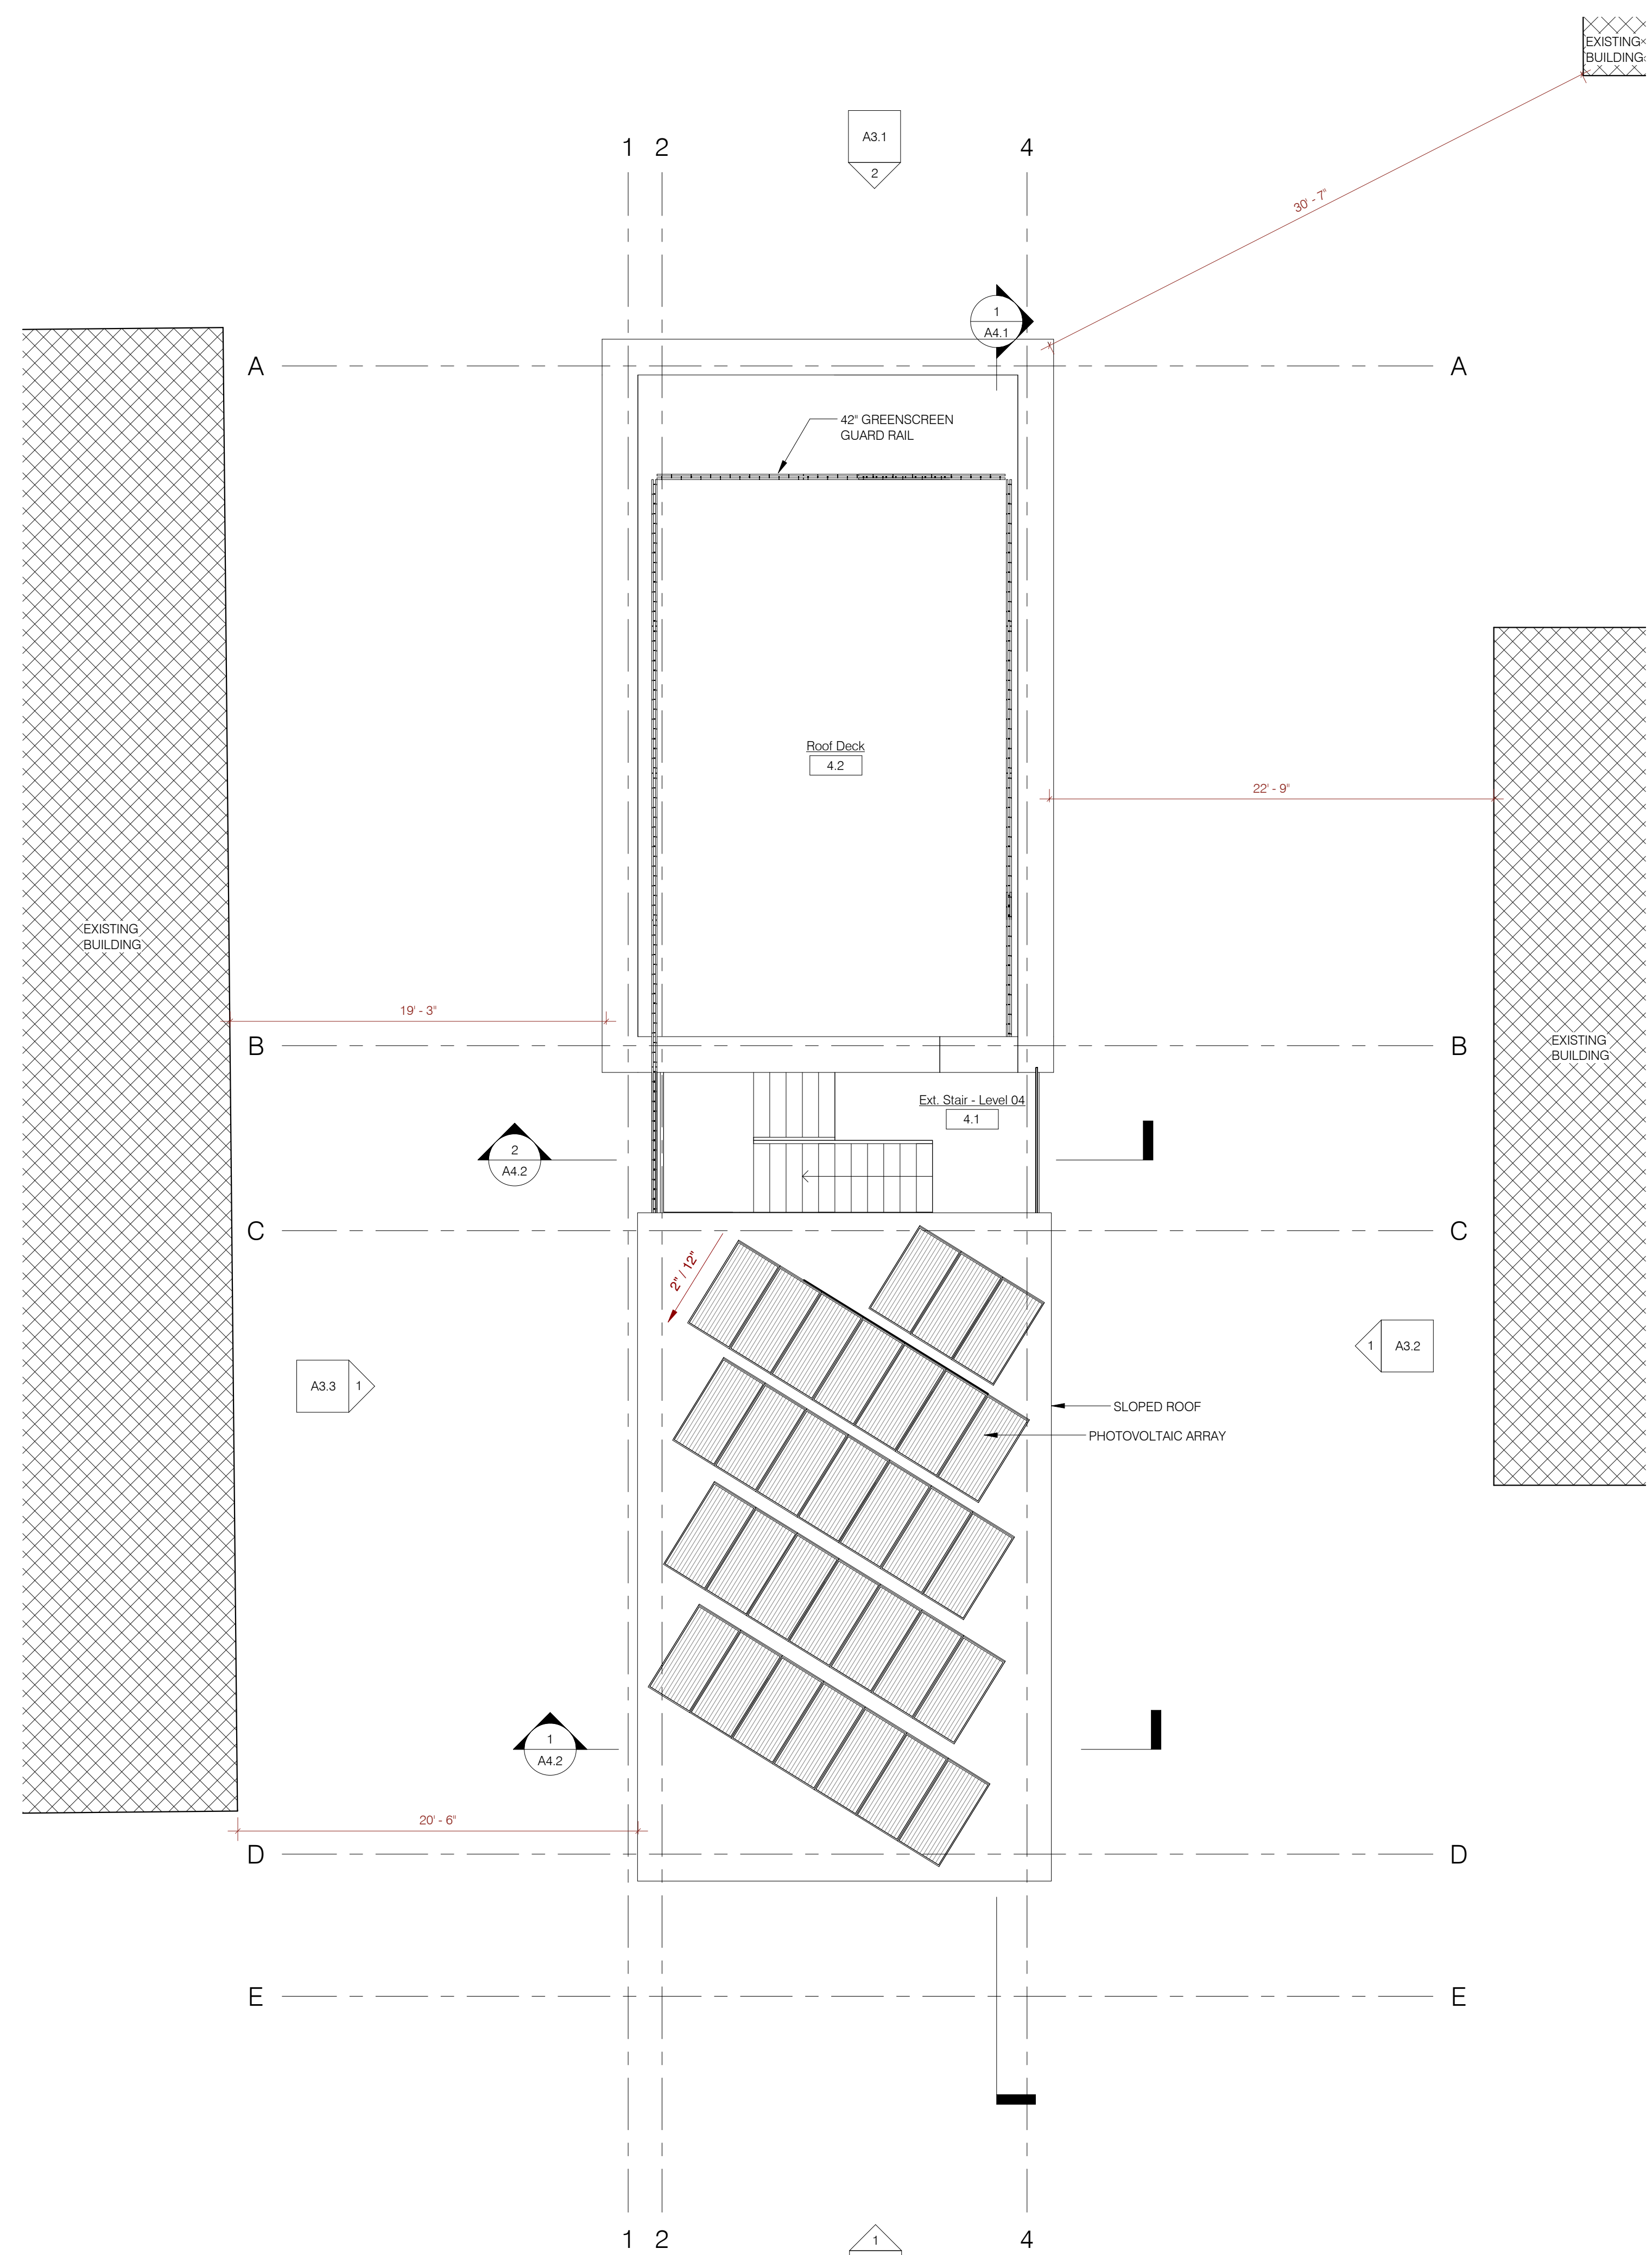 EXISTING
BUILDING
A3.1
2
1 2 4
30' - 7"
1
A4.1
A A
42" GREENSCREEN
GUARD RAIL
Roof Deck
4.2
22' - 9"
EXISTING
BUILDING
19' - 3"
B B
EXISTING
BUILDING
Ext. Stair - Level 04
4.1
2
A4.2
C C
2" / 12"
1 A3.2
A3.3 1
SLOPED ROOF
PHOTOVOLTAIC ARRAY
1
A4.2
20' - 6"
D D
E E
1 2 4
1